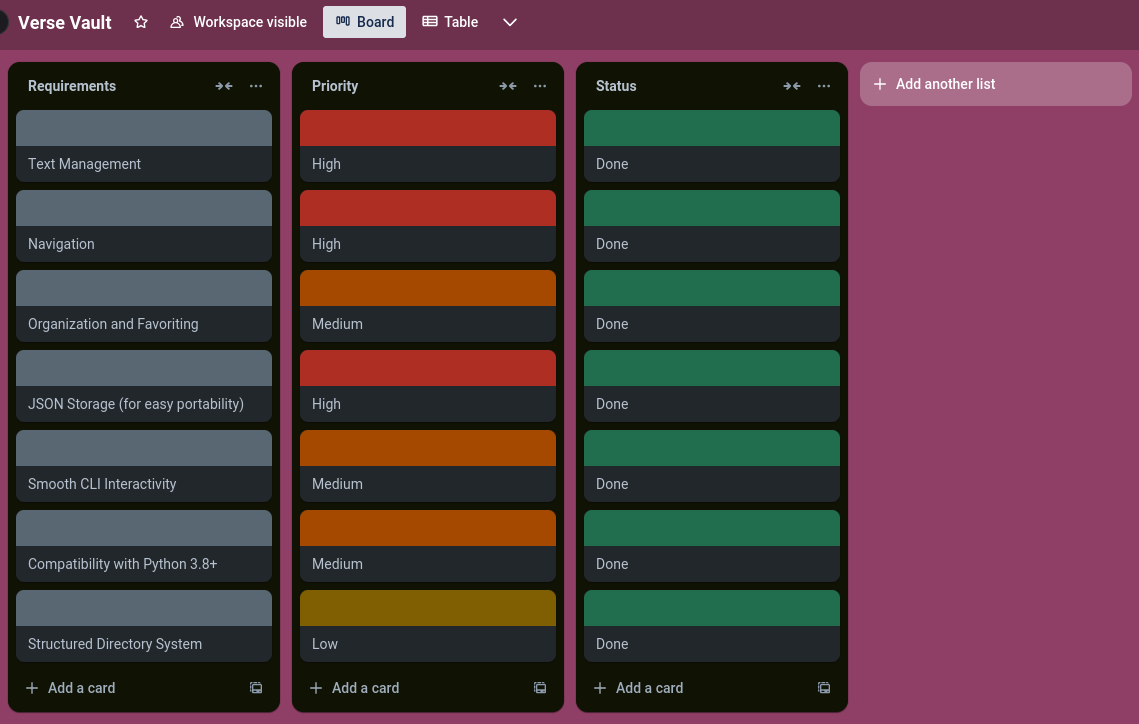 Verse Vault
Workspace visible
Board
Table
Requirements
Text Management
Navigation
Organization and Favoriting
JSON Storage (for easy portability)
Smooth CLI Interactivity
Compatibility with Python 3.8+
Structured Directory System
Add a card
Priority
High
High
Medium
High
Medium
Medium
Low
Add a card
Status
Done
Done
Done
Done
Done
Done
Done
Add a card
Add another list